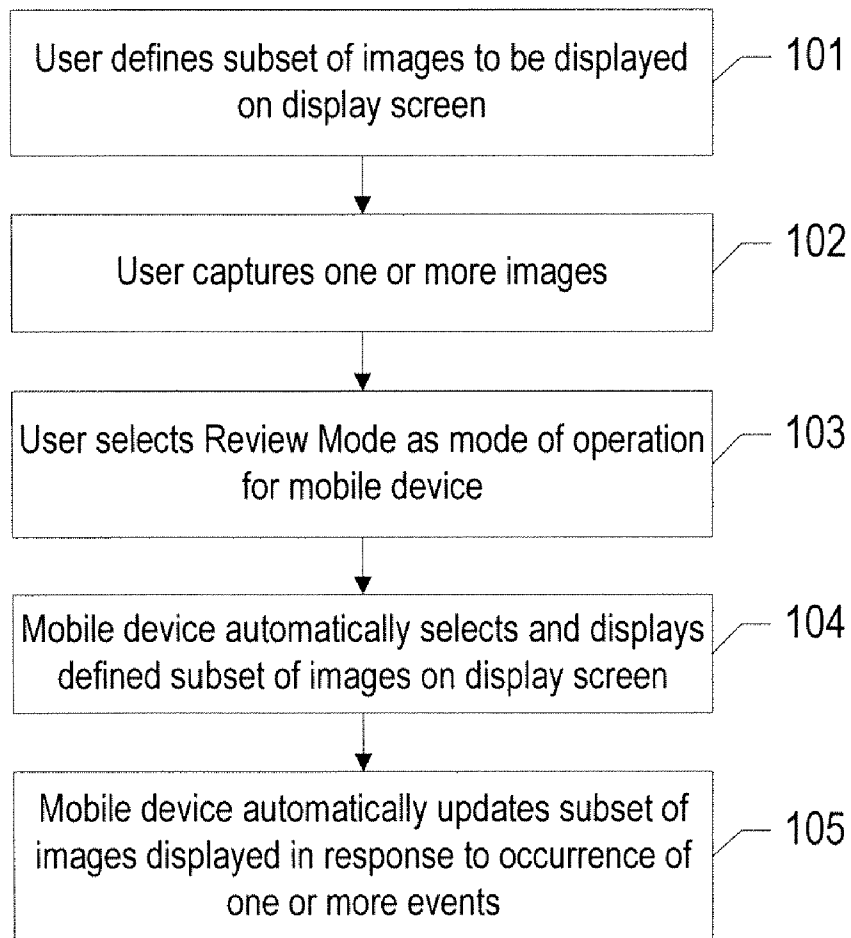 User defines subset of images to be displayed
on display screen
101
User captures one or more images
102
User selects Review Mode as mode of operation
for mobile device
103
Mobile device automatically selects and displays
defined subset of images on display screen
104
Mobile device automatically updates subset of
images displayed in response to occurrence of
one or more events
105